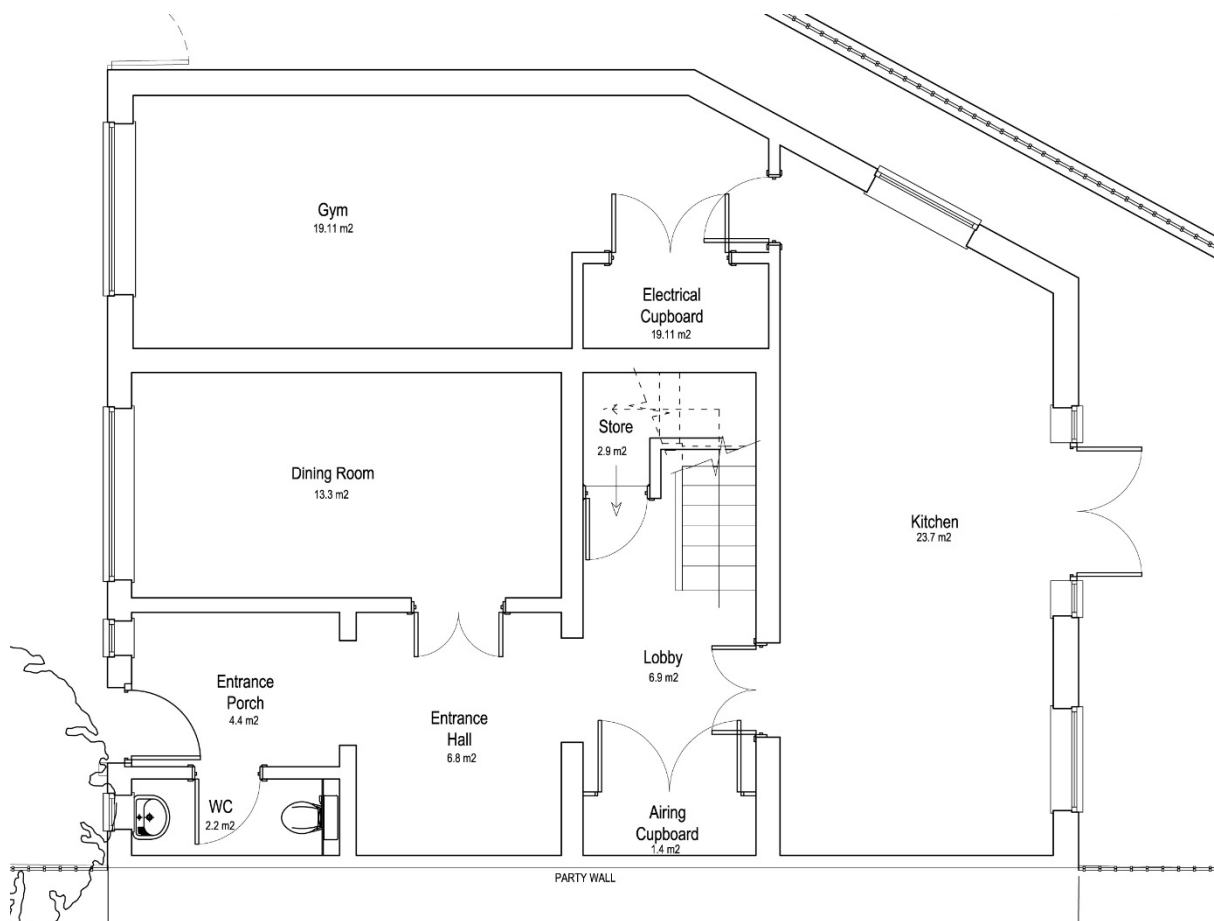 Gym
19.11 m2
Electrical
Cupboard
19.11 m2
Store
2.9 m2
Dining Room
13.3 m2
Kitchen
23.7 m2
Lobby
6.9 m2
Entrance
Porch
4.4 m2
Entrance
Hall
6.8 m2
WC
2.2 m2
Airing
Cupboard
1.4 m2
PARTY WALL